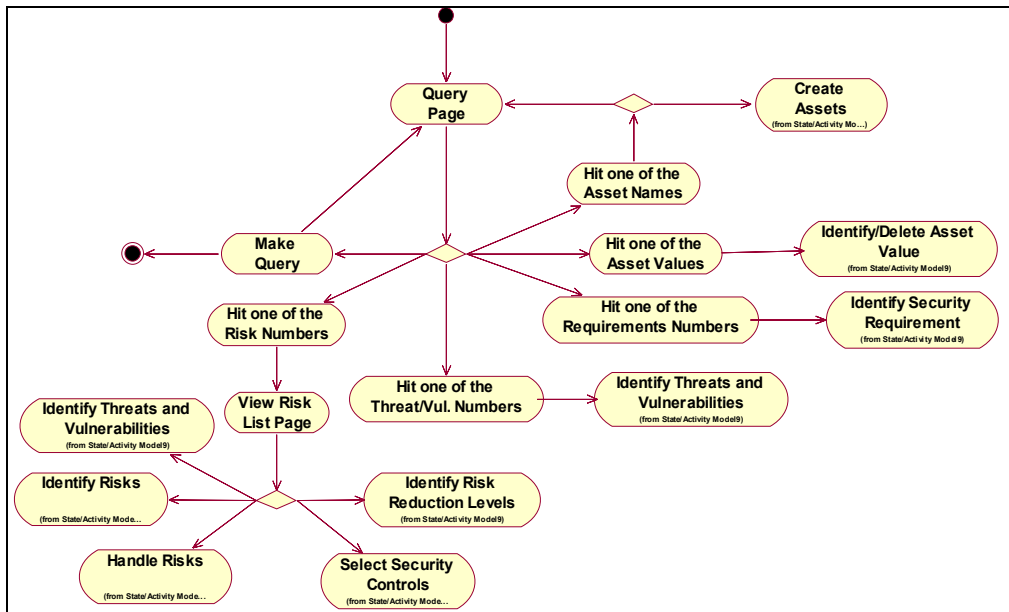 Query
Page
Create
Assets
(from State/Activity Mo...)
Hit one of the
Asset Names
Make
Query
Hit one of the
Asset Values
Identify/Delete Asset
Value
(from State/Activity Model9)
Hit one of the
Risk Numbers
Hit one of the
Requirements Numbers
Identify Security
Requirement
(from State/Activity Model9)
Hit one of the
Threat/Vul. Numbers
Identify Threats and
Vulnerabilities
(from State/Activity Model9)
View Risk
List Page
Identify Threats and
Vulnerabilities
(from State/Activity Model9)
Identify Risks
(from State/Activity Mode...
Identify Risk
Reduction Levels
(from State/Activity Model9)
Handle Risks
(from State/Activity Mode...
Select Security
Controls
(from State/Activity Mode...